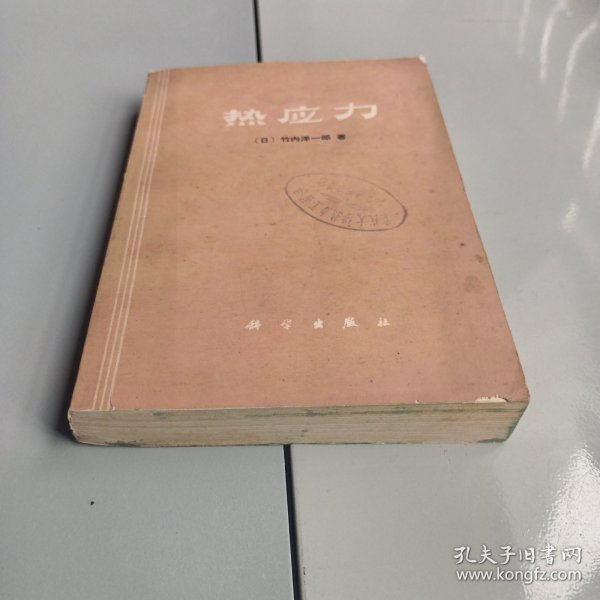 热应力
〔日〕竹内洋一郎 著
科学出版社
孔夫子旧书网
www.kongfz.com